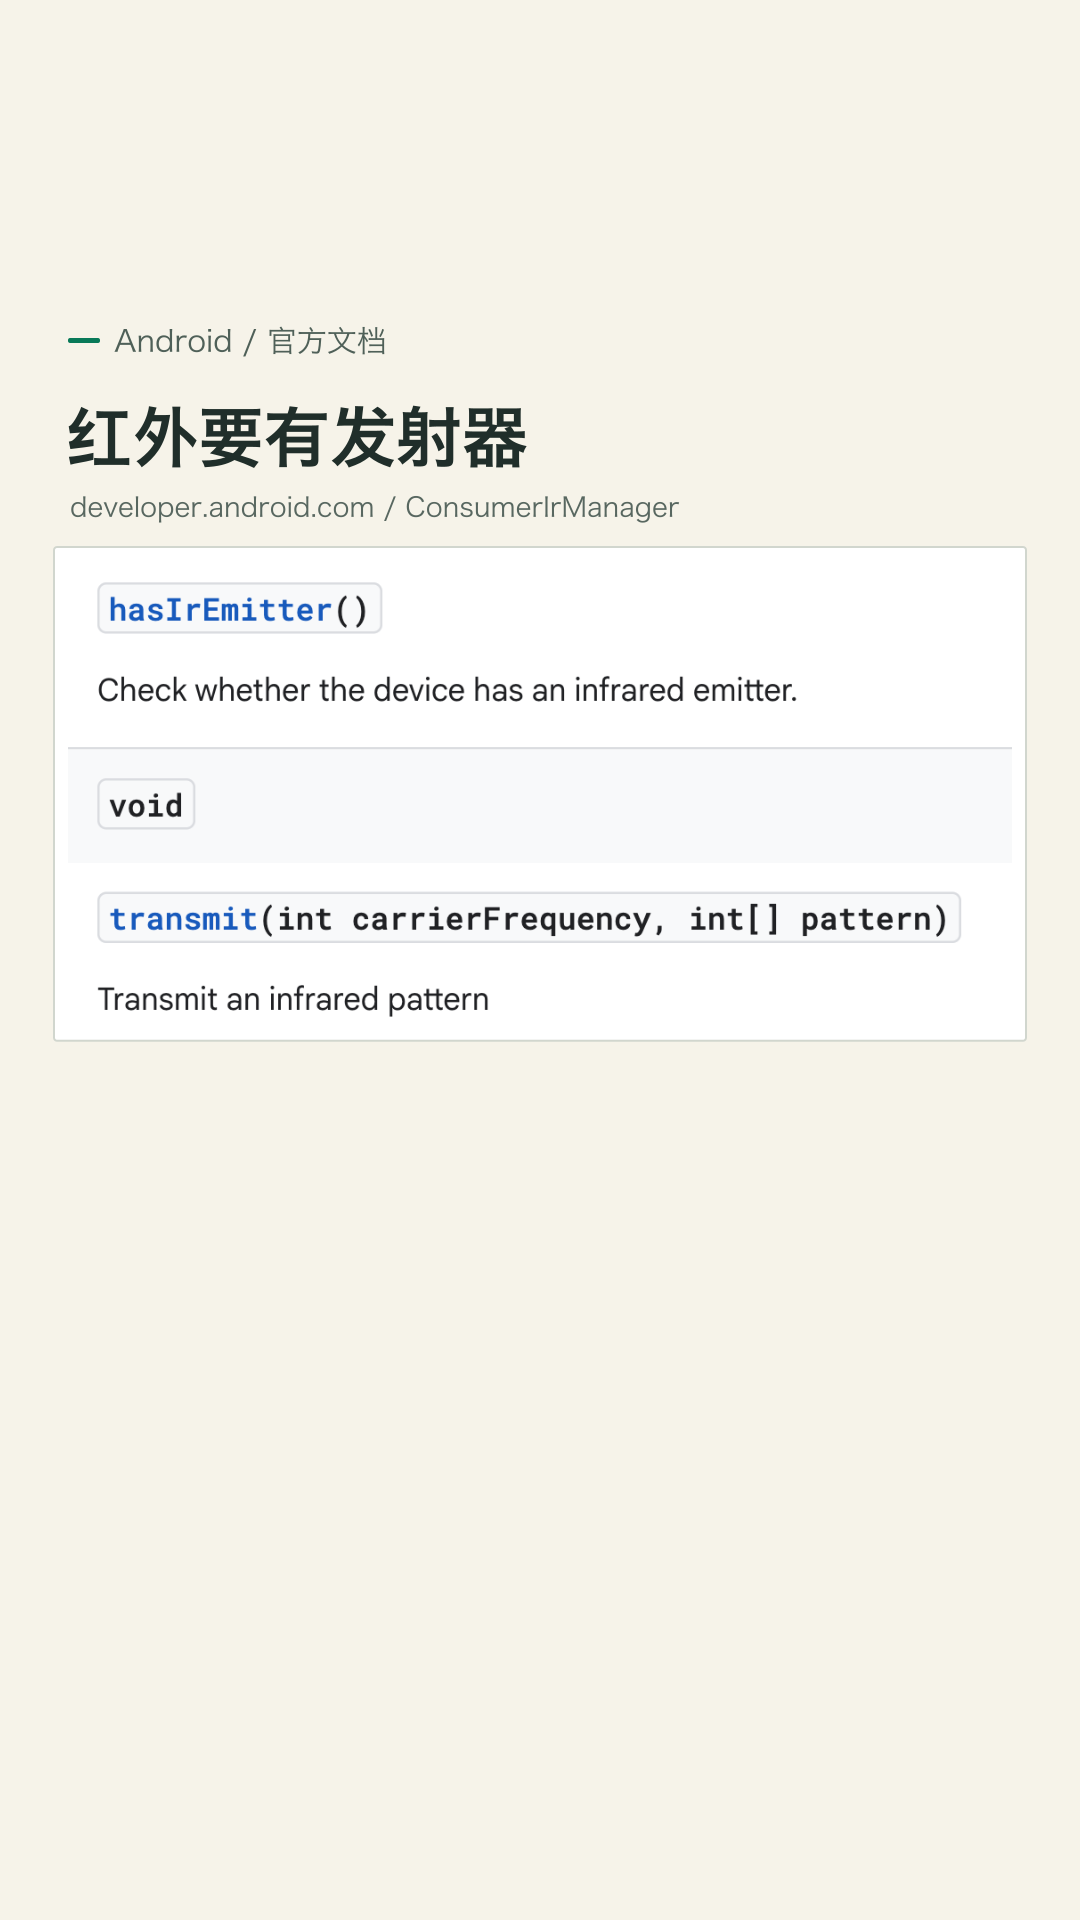 Android / 官方文档
红外要有发射器
developer.android.com / ConsumerIrManager
hasIrEmitter()
Check whether the device has an infrared emitter.
void
transmit(int carrierFrequency, int[] pattern)
Transmit an infrared pattern